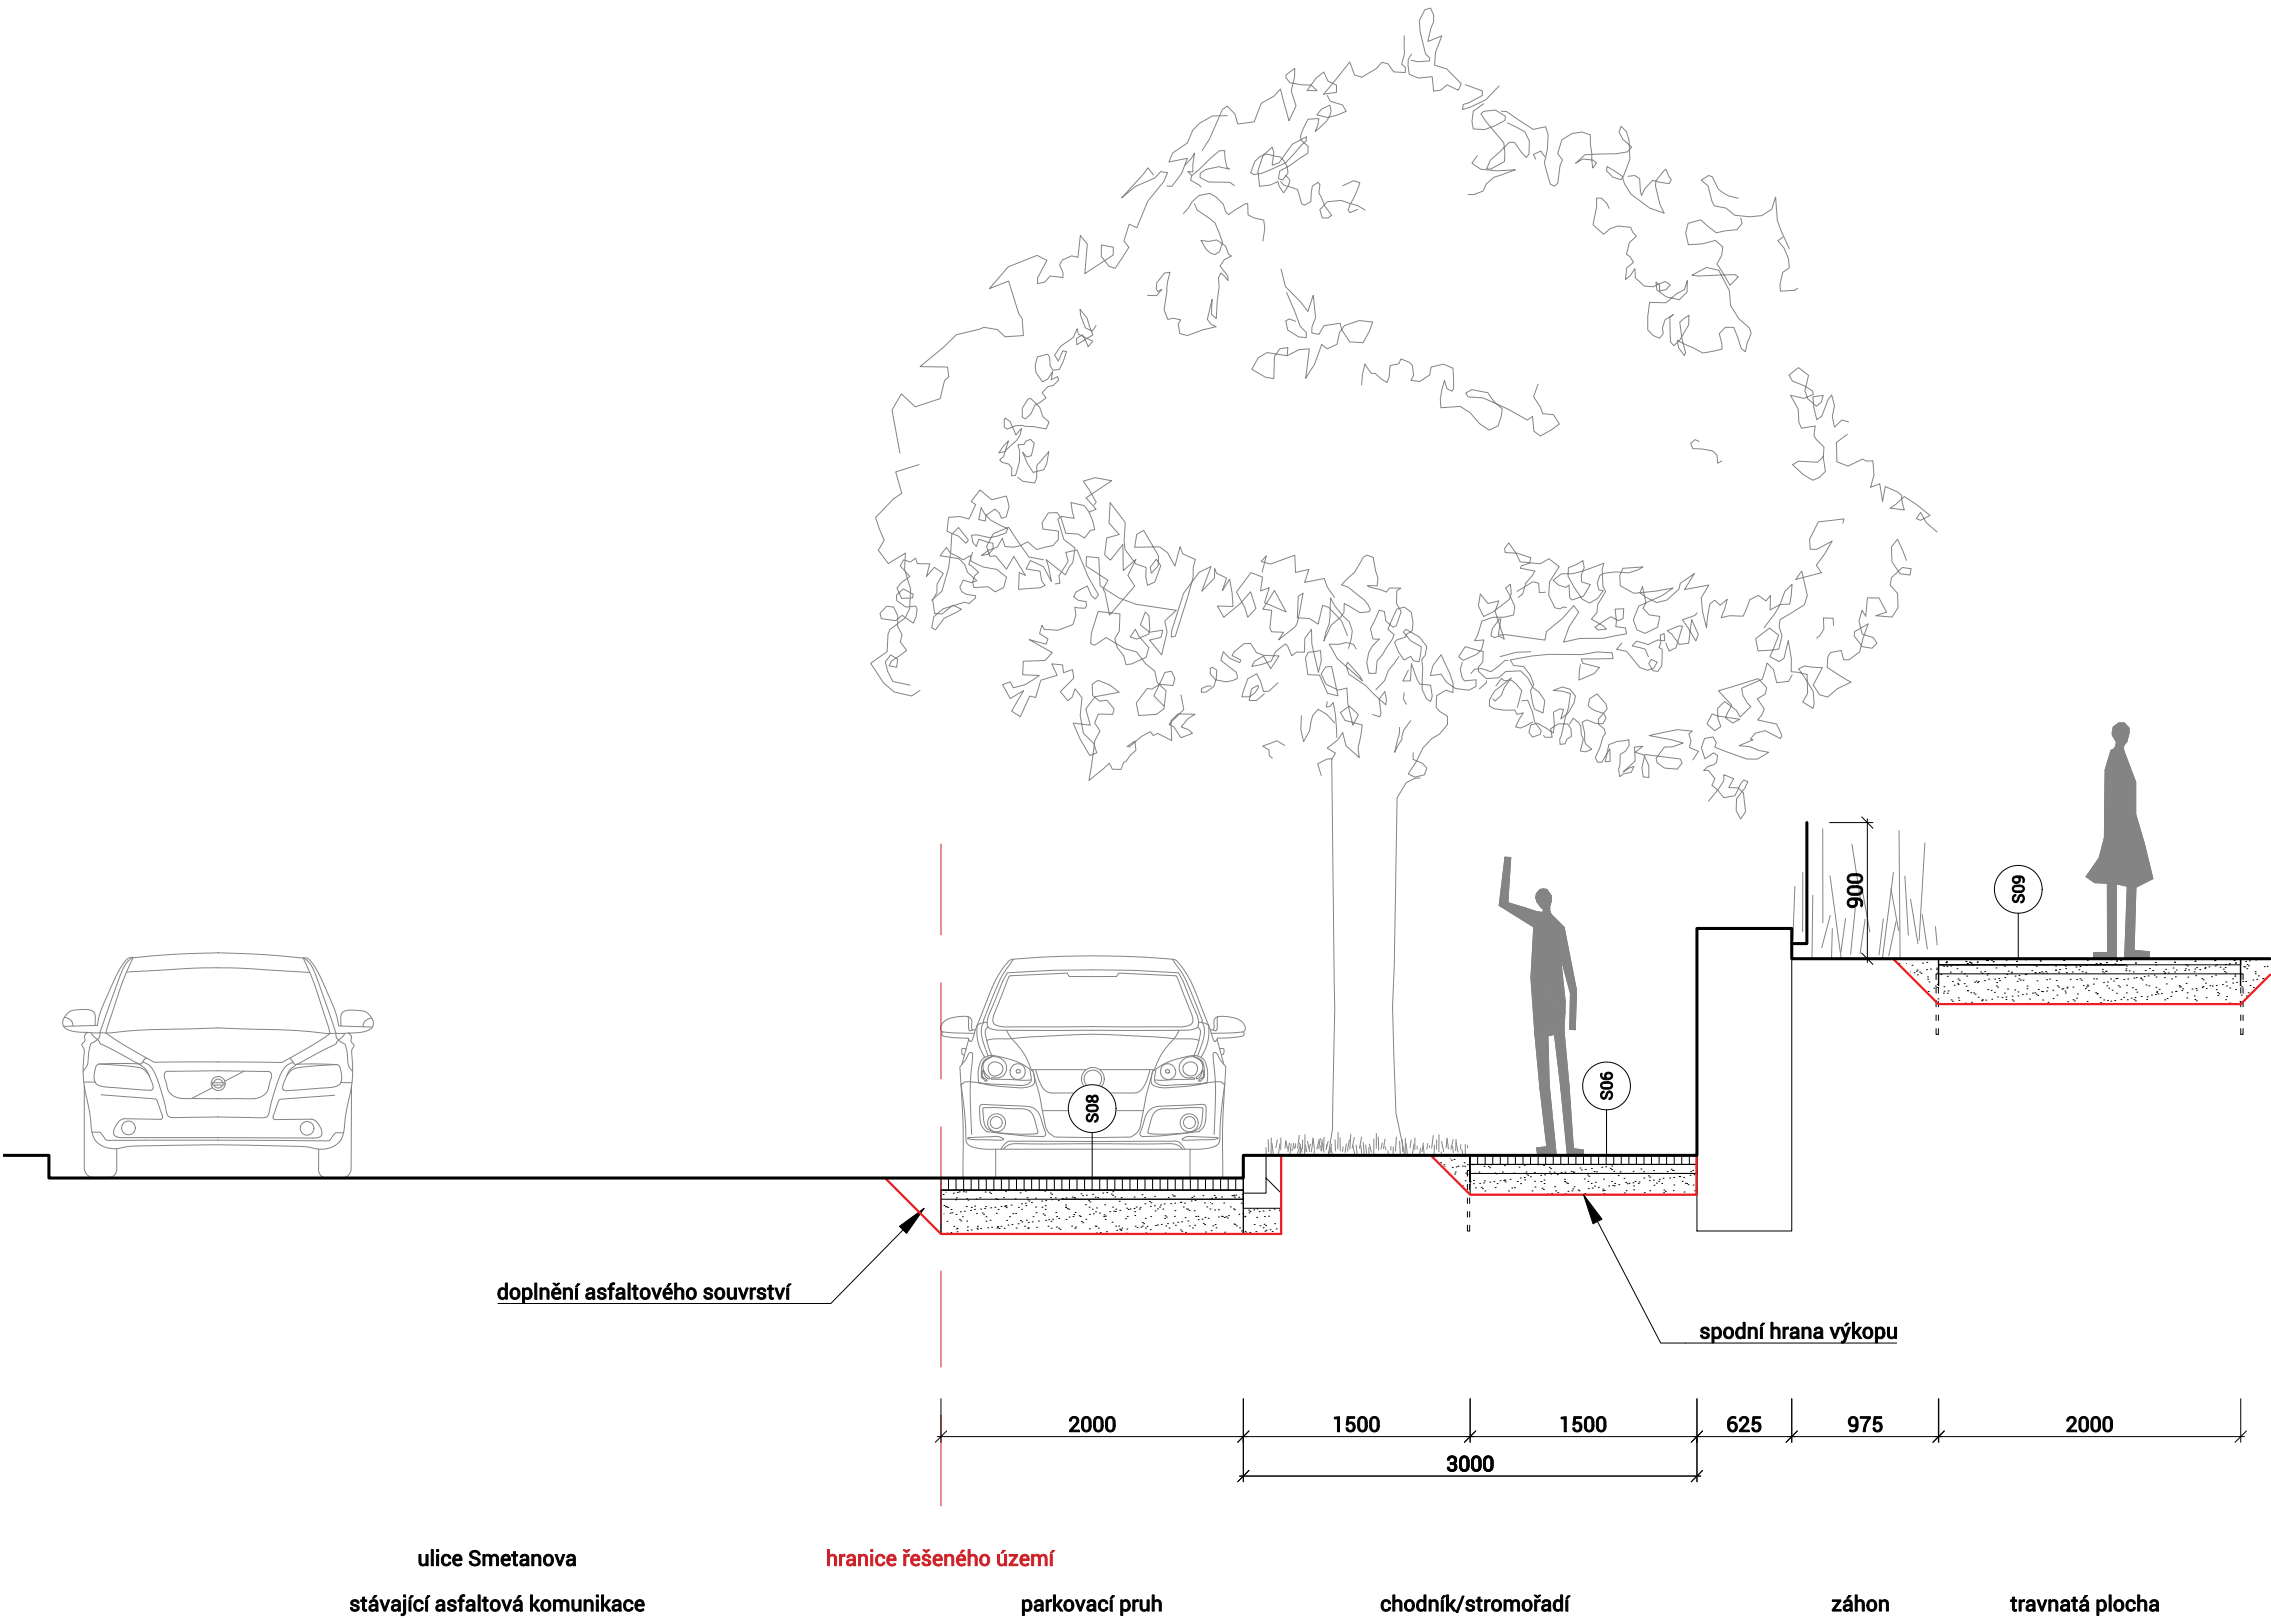 900
S09
S06
S08
doplnění asfaltového souvrství
spodní hrana výkopu
2000 1500 1500 625 975 2000
3000
ulice Smetanova hranice řešeného území
stávající asfaltová komunikace parkovací pruh chodník/stromořadí záhon travnatá plocha